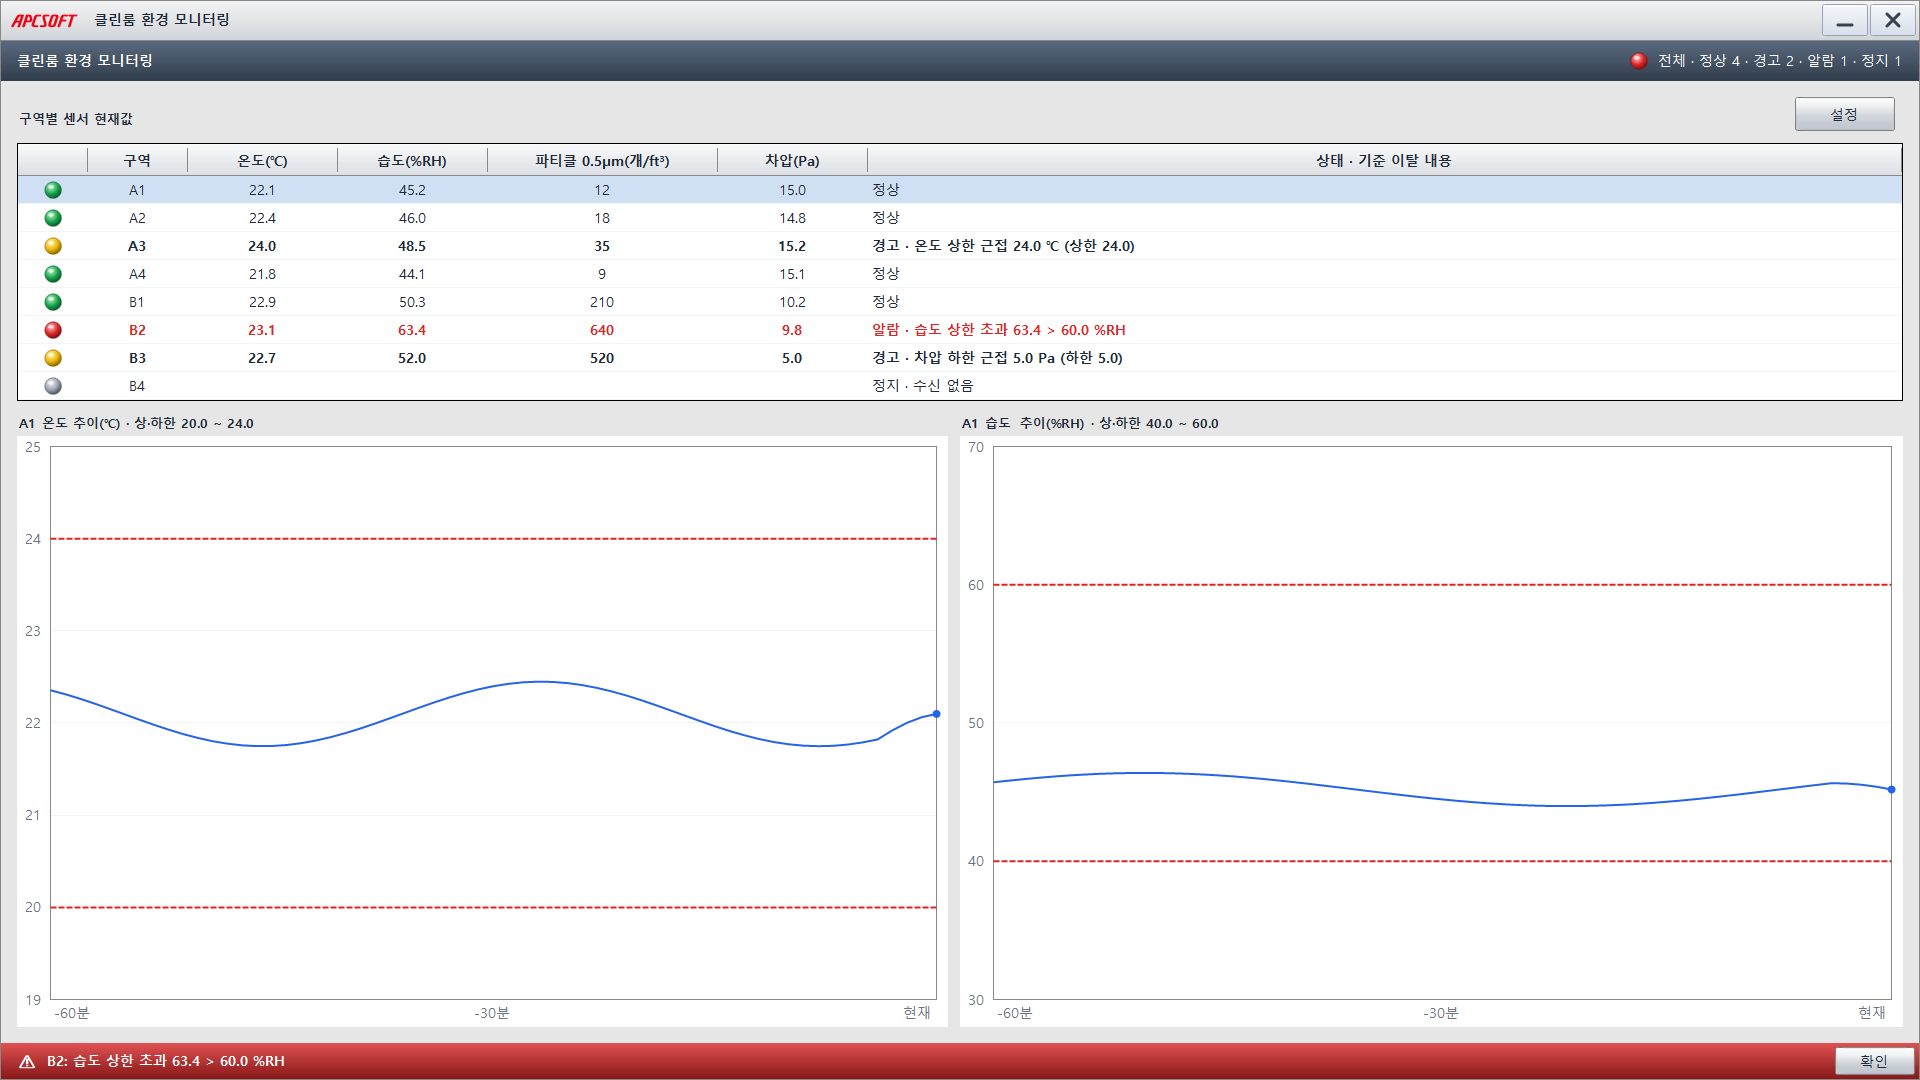 APCSOFT 클린룸 환경 모니터링
클린룸 환경 모니터링
전체 · 정상 4 · 경고 2 · 알람 1 · 정지 1
구역별 센서 현재값
설정
구역 온도(℃) 습도(%RH) 파티클 0.5μm(개/ft³) 차압(Pa) 상태 · 기준 이탈 내용
A1 22.1 45.2 12 15.0 정상
A2 22.4 46.0 18 14.8 정상
A3 24.0 48.5 35 15.2 경고 · 온도 상한 근접 24.0 ℃ (상한 24.0)
A4 21.8 44.1 9 15.1 정상
B1 22.9 50.3 210 10.2 정상
B2 23.1 63.4 640 9.8 알람 · 습도 상한 초과 63.4 > 60.0 %RH
B3 22.7 52.0 520 5.0 경고 · 차압 하한 근접 5.0 Pa (하한 5.0)
B4 정지 · 수신 없음
A1 온도 추이(℃) · 상·하한 20.0 ~ 24.0
25
24
23
22
21
20
19
-60분 -30분 현재
A1 습도 추이(%RH) · 상·하한 40.0 ~ 60.0
70
60
50
40
30
-60분 -30분 현재
B2: 습도 상한 초과 63.4 > 60.0 %RH
확인